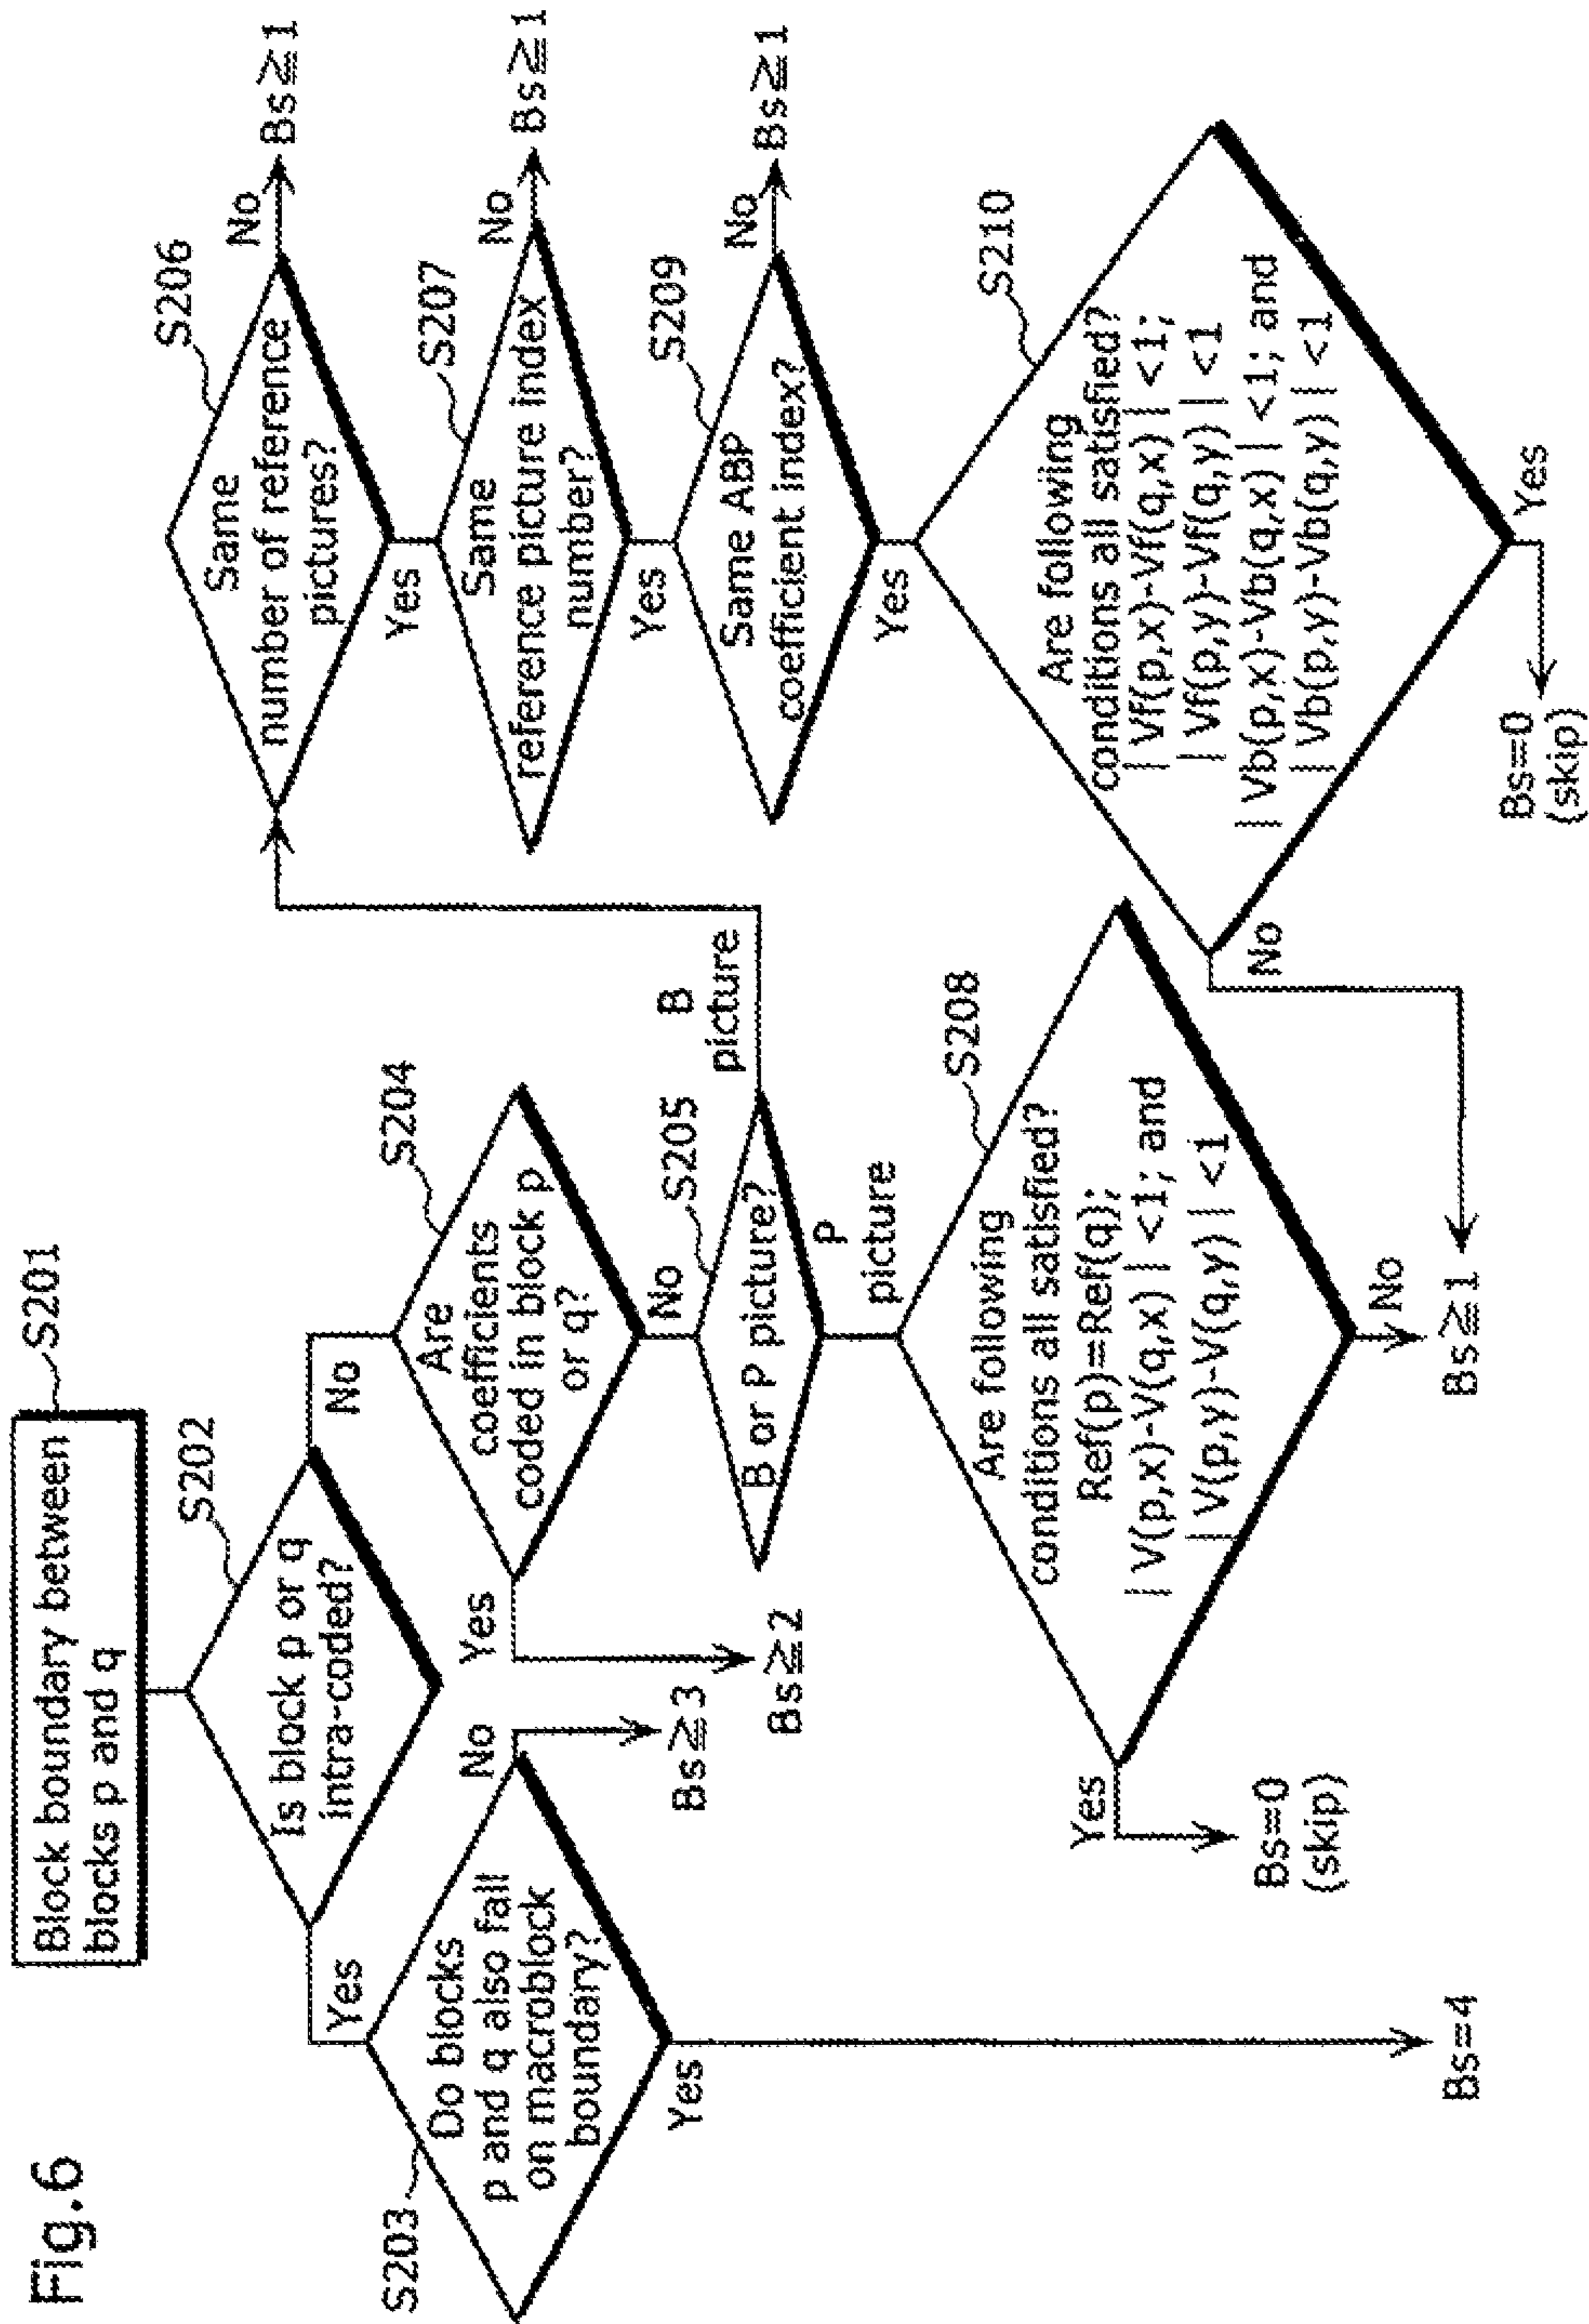 Fig.6
Block boundary between
blocks p and q
S201
S202
Is block p or q
intra-coded?
Yes
No
S203
Do blocks
p and q also fall
on macroblock
boundary?
No
Yes
Bs≧3
Bs=4
S204
Are
coefficients
coded in block p
or q?
Yes
No
Bs≧2
S205
B or P picture?
B
picture
P
picture
S208
Are following
conditions all satisfied?
Ref(p)=Ref(q);
| V(p,x)-V(q,x) | <1; and
| V(p,y)-V(q,y) | <1
Yes
No
Bs=0
(skip)
Bs≧1
S206
Same
number of reference
pictures?
No
Bs≧1
Yes
S207
Same
reference picture index
number?
No
Bs≧1
Yes
S209
Same ABP
coefficient index?
No
Bs≧1
Yes
S210
Are following
conditions all satisfied?
| Vf(p,x)-Vf(q,x) | <1;
| Vf(p,y)-Vf(q,y) | <1
| Vb(p,x)-Vb(q,x) | <1; and
| Vb(p,y)-Vb(q,y) | <1
No
Yes
Bs=0
(skip)